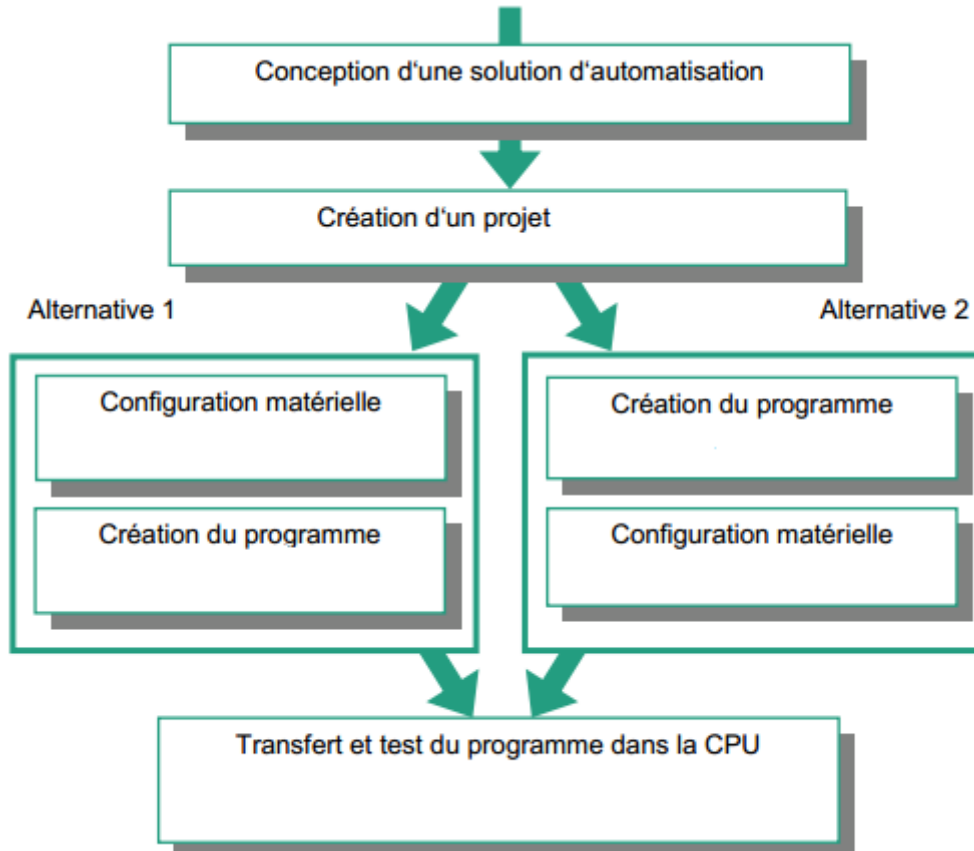 Conception d‘une solution d‘automatisation
Création d‘un projet
Alternative 1
Alternative 2
Configuration matérielle
Création du programme
Création du programme
Configuration matérielle
Transfert et test du programme dans la CPU